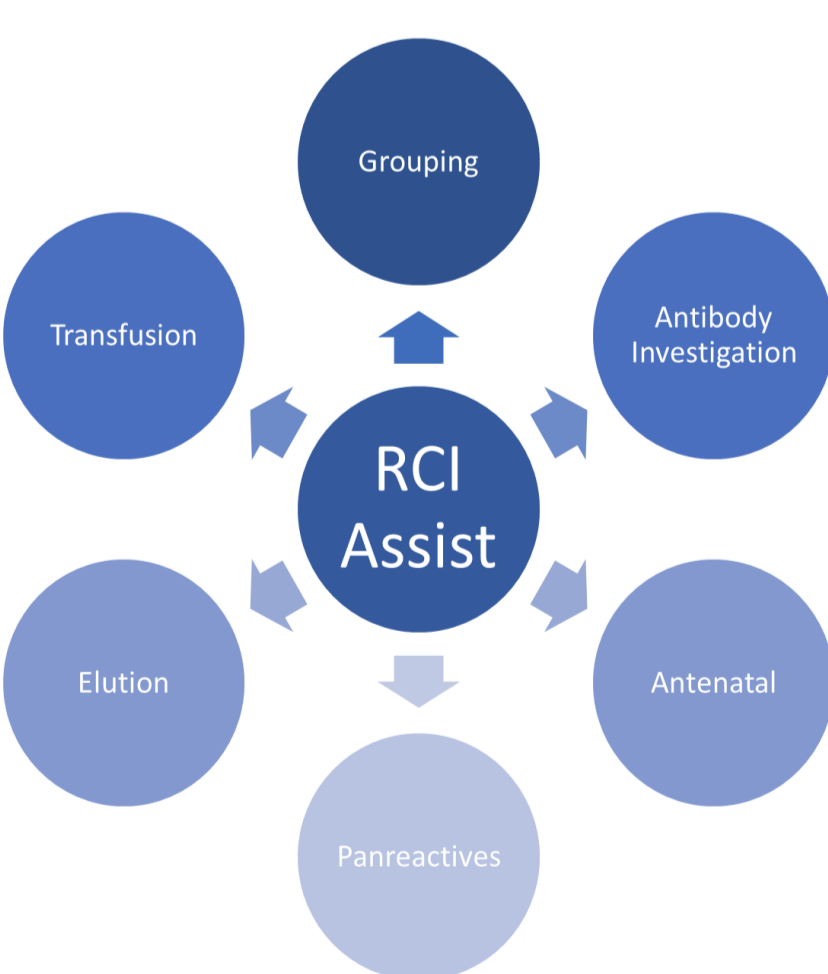 Grouping
Transfusion
Antibody
Investigation
RCI
Assist
Elution
Antenatal
Panreactives